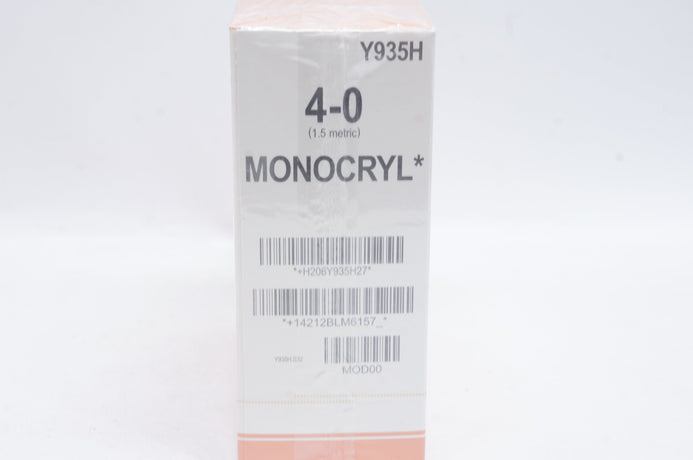 Y935H
4-0
(1.5 metric)
MONOCRYL*
*+H206Y935H27*
*+14212BLM6157_*
MOD00